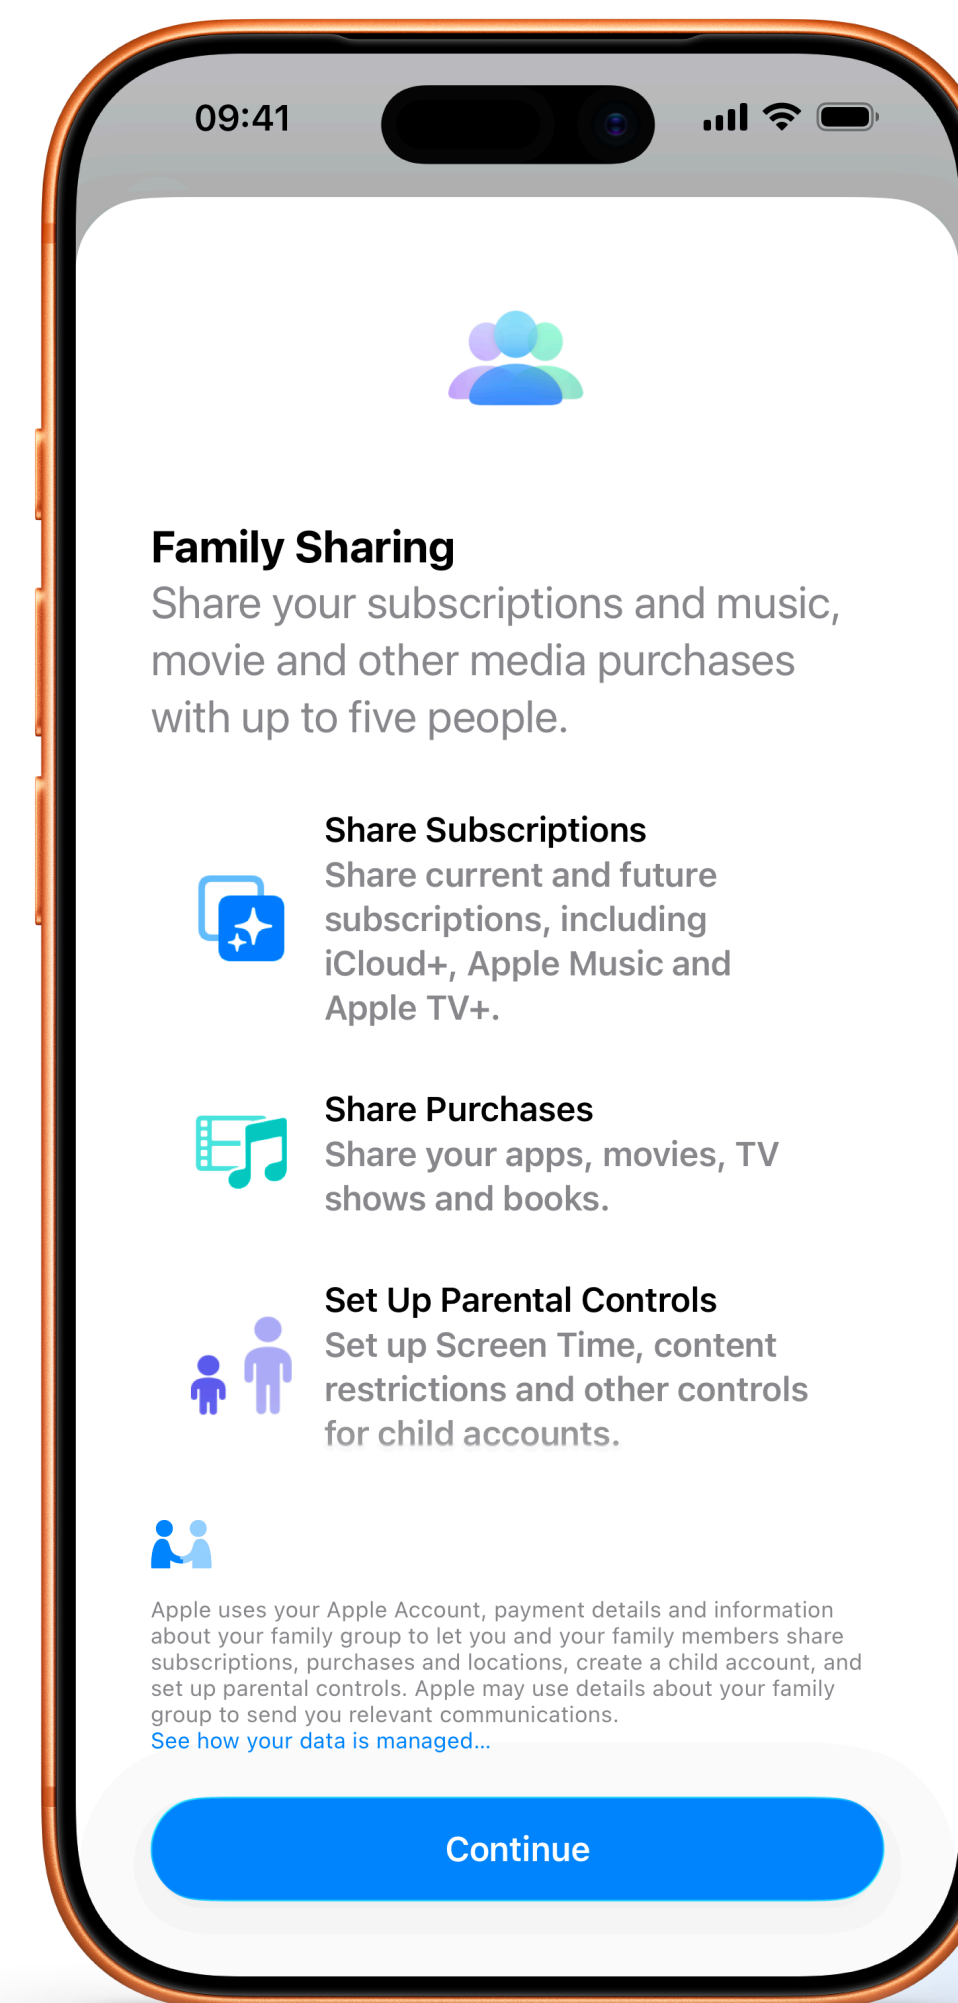 09:41
Family Sharing
Share your subscriptions and music,
movie and other media purchases
with up to five people.
Share Subscriptions
Share current and future
subscriptions, including
iCloud+, Apple Music and
Apple TV+.
Share Purchases
Share your apps, movies, TV
shows and books.
Set Up Parental Controls
Set up Screen Time, content
restrictions and other controls
for child accounts.
Apple uses your Apple Account, payment details and information
about your family group to let you and your family members share
subscriptions, purchases and locations, create a child account, and
set up parental controls. Apple may use details about your family
group to send you relevant communications.
See how your data is managed...
Continue